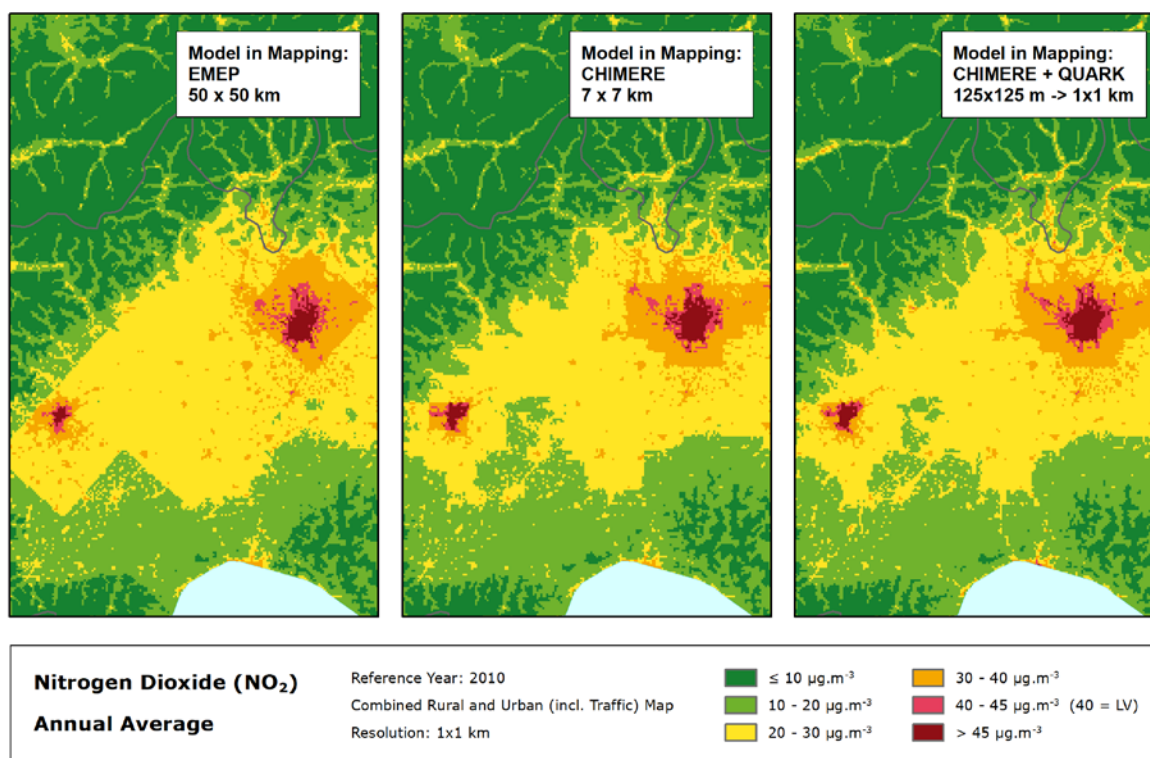 Model in Mapping:
EMEP
50 x 50 km
Model in Mapping:
CHIMERE
7 x 7 km
Model in Mapping:
CHIMERE + QUARK
125x125 m -> 1x1 km
Nitrogen Dioxide (NO₂)
Annual Average
Reference Year: 2010
Combined Rural and Urban (incl. Traffic) Map
Resolution: 1x1 km
≤ 10 µg.m⁻³
10 - 20 µg.m⁻³
20 - 30 µg.m⁻³
30 - 40 µg.m⁻³
40 - 45 µg.m⁻³ (40 = LV)
> 45 µg.m⁻³